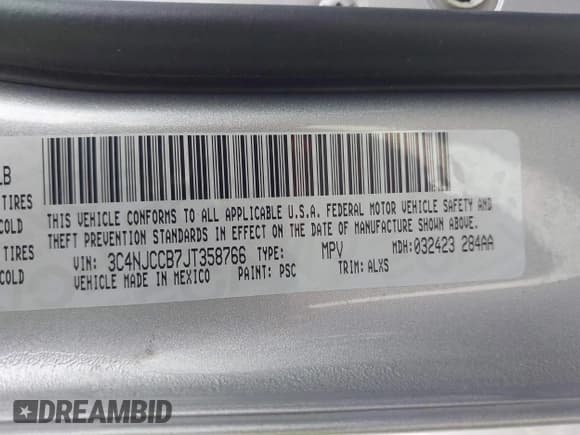 LB
TIRES
COLD
TIRES
COLD
THIS VEHICLE CONFORMS TO ALL APPLICABLE U.S.A. FEDERAL MOTOR VEHICLE SAFETY AND
THEFT PREVENTION STANDARDS IN EFFECT ON THE DATE OF MANUFACTURE SHOWN ABOVE.
VIN: 3C4NJCCB7JT358766 TYPE: MPV MDH: 032423 284AA
VEHICLE MADE IN MEXICO PAINT: PSC TRIM: ALXS
DREAMBID